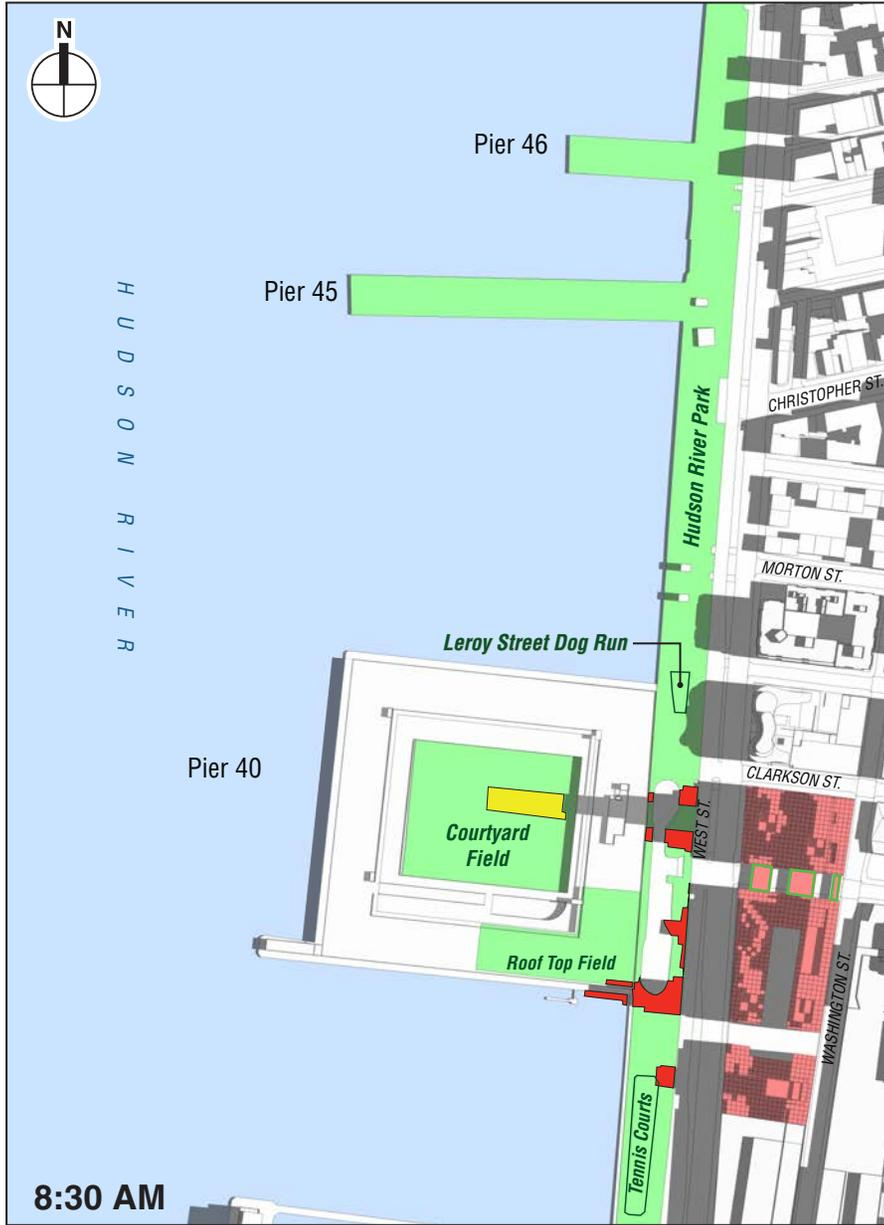 N
Pier 46
Pier 45
HUDSON RIVER
CHRISTOPHER ST.
Hudson River Park
MORTON ST.
Leroy Street Dog Run
Pier 40
CLARKSON ST.
WEST ST.
Courtyard
Field
Roof Top Field
WASHINGTON ST.
Tennis Courts
8:30 AM